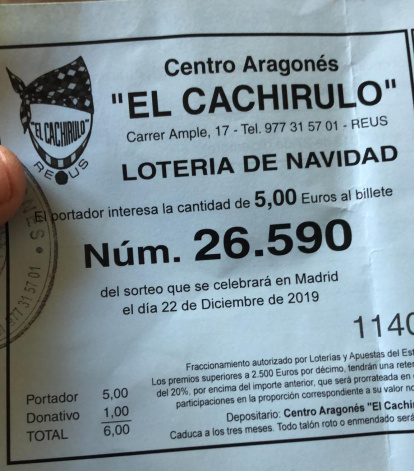 Centro Aragonés
"EL CACHIRULO"
Carrer Ample, 17 - Tel. 977 31 57 01 - REUS
"EL CACHIRULO"
REUS
LOTERIA DE NAVIDAD
El portador interesa la cantidad de 5,00 Euros al billete
Núm. 26.590
del sorteo que se celebrará en Madrid
el día 22 de Diciembre de 2019
977 31 57 01
1140
Fraccionamiento autorizado por Loterías y Apuestas del
Los premios superiores a 2.500 Euros por décimo, tendrán una
del 20%, por encima del importe anterior, que será prorrateada en
participaciones en la proporción correspondiente a su valor
Portador 5,00
Donativo 1,00
TOTAL 6,00
Depositario: Centro Aragonés "El
Caduca a los tres meses. Todo talón roto o enmendado será